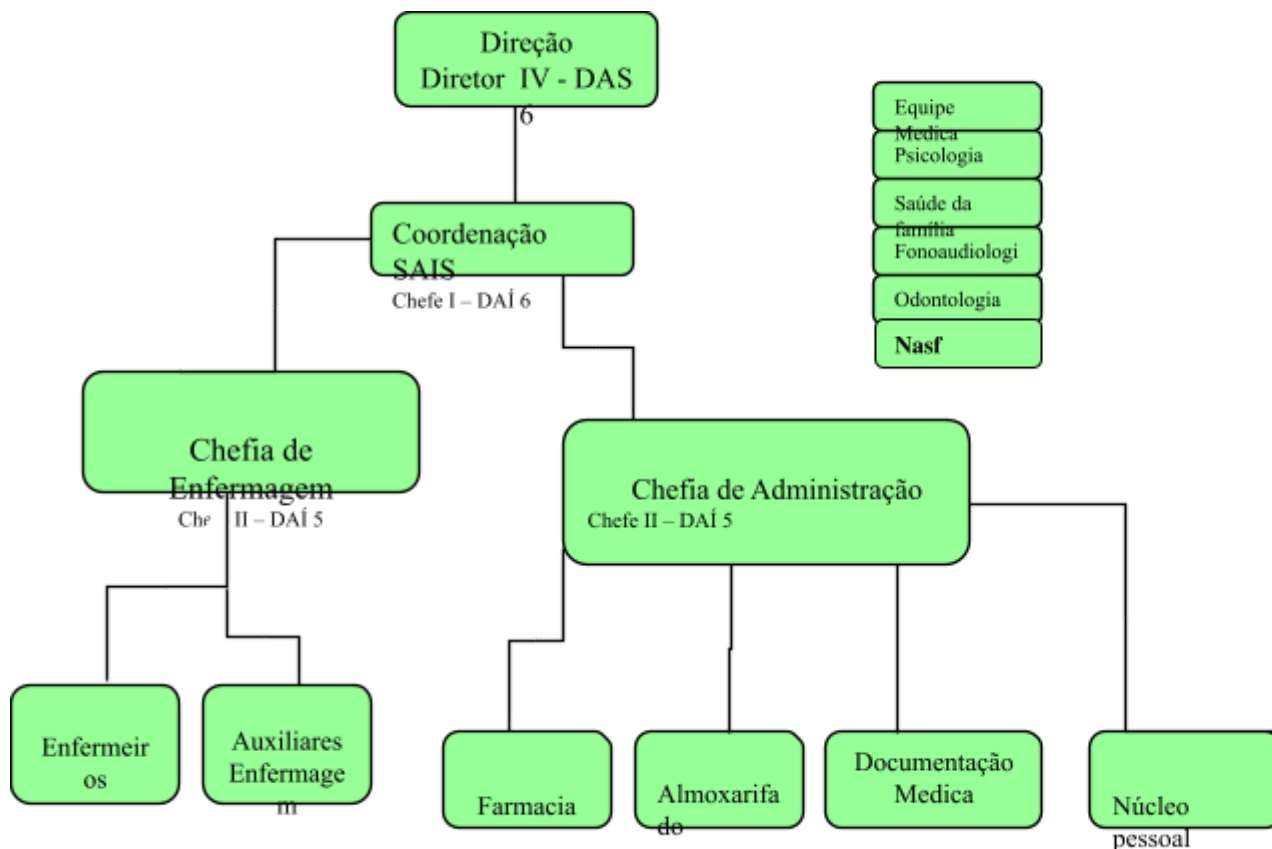 Direção
Diretor IV - DAS
6
Equipe
Medica
Psicologia
Saúde da
família
Fonoaudiologi
Odontologia
Nasf
Coordenação
SAIS
Chefe I – DAÍ 6
Chefia de
Enfermagem
II – DAÍ 5
Chefia de Administração
Chefe II – DAÍ 5
Enfermeir
os
Auxiliares
Enfermage
m
Farmacia
Almoxarifa
do
Documentação
Medica
Núcleo
pessoal